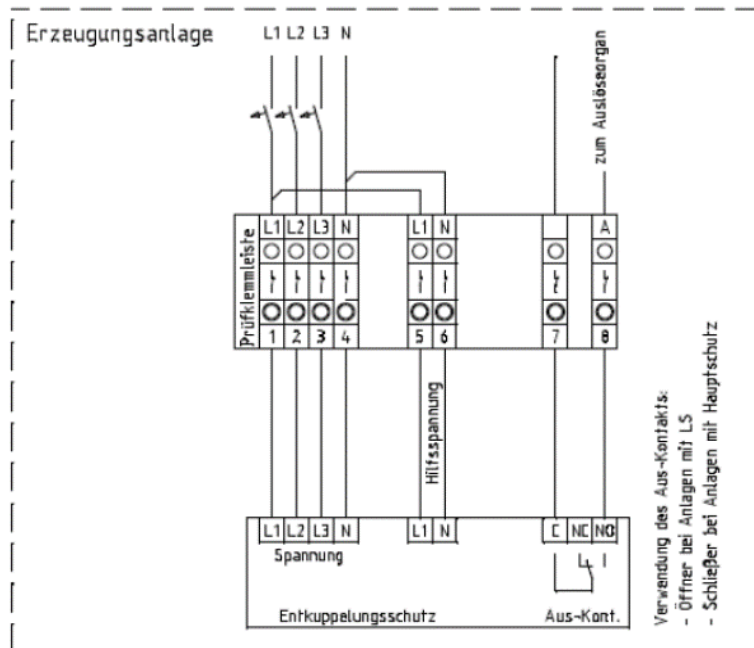 Erzeugungsanlage
L1 L2 L3 N
zum Auslöseorgan
Prüfklemmleiste
L1 L2 L3 N L1 N A
1 2 3 4 5 6 7 8
Hilfsspannung
L1 L2 L3 N L1 N C NC NO
Spannung
Entkuppelungsschutz Aus-Kont.
Verwendung des Aus-Kontakts:
- Öffner bei Anlagen mit LS
- Schließer bei Anlagen mit Hauptschutz